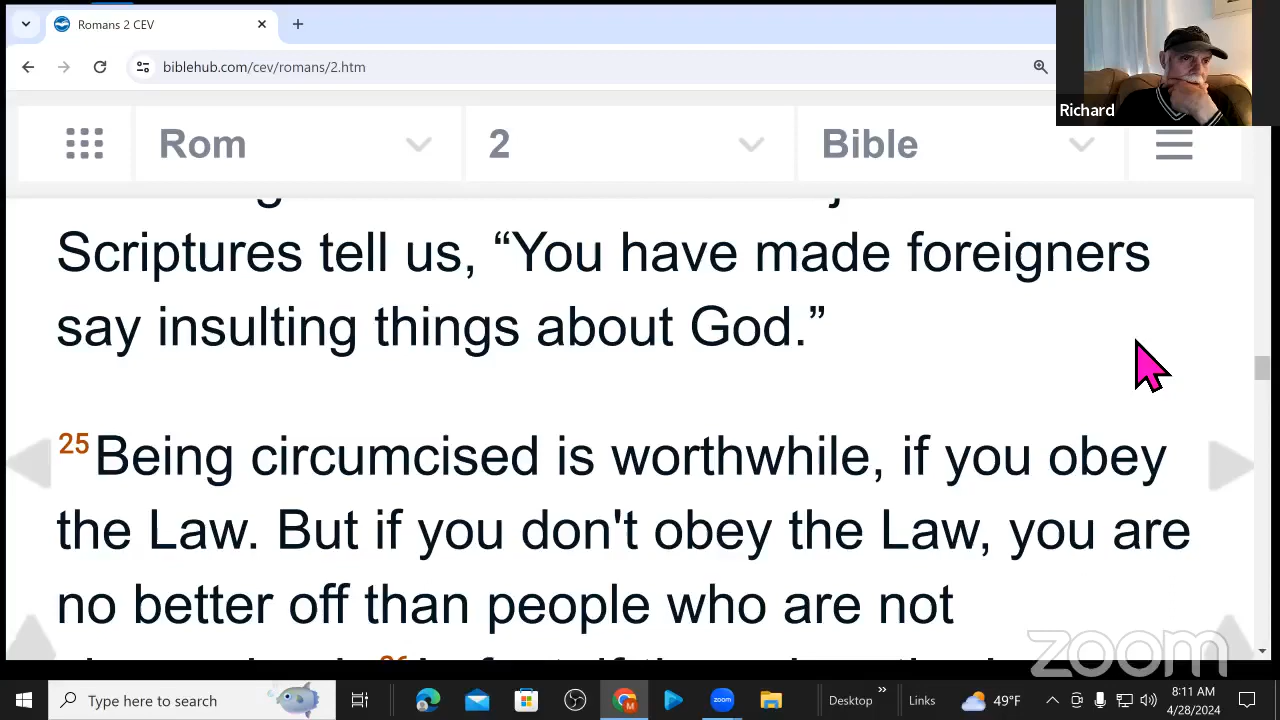 Romans 2 CEV
biblehub.com/cev/romans/2.htm
Richard
Rom 2 Bible
Scriptures tell us, “You have made foreigners
say insulting things about God.”
25 Being circumcised is worthwhile, if you obey
the Law. But if you don't obey the Law, you are
no better off than people who are not
zoom
Type here to search
Desktop
Links
49°F
8:11 AM
4/28/2024